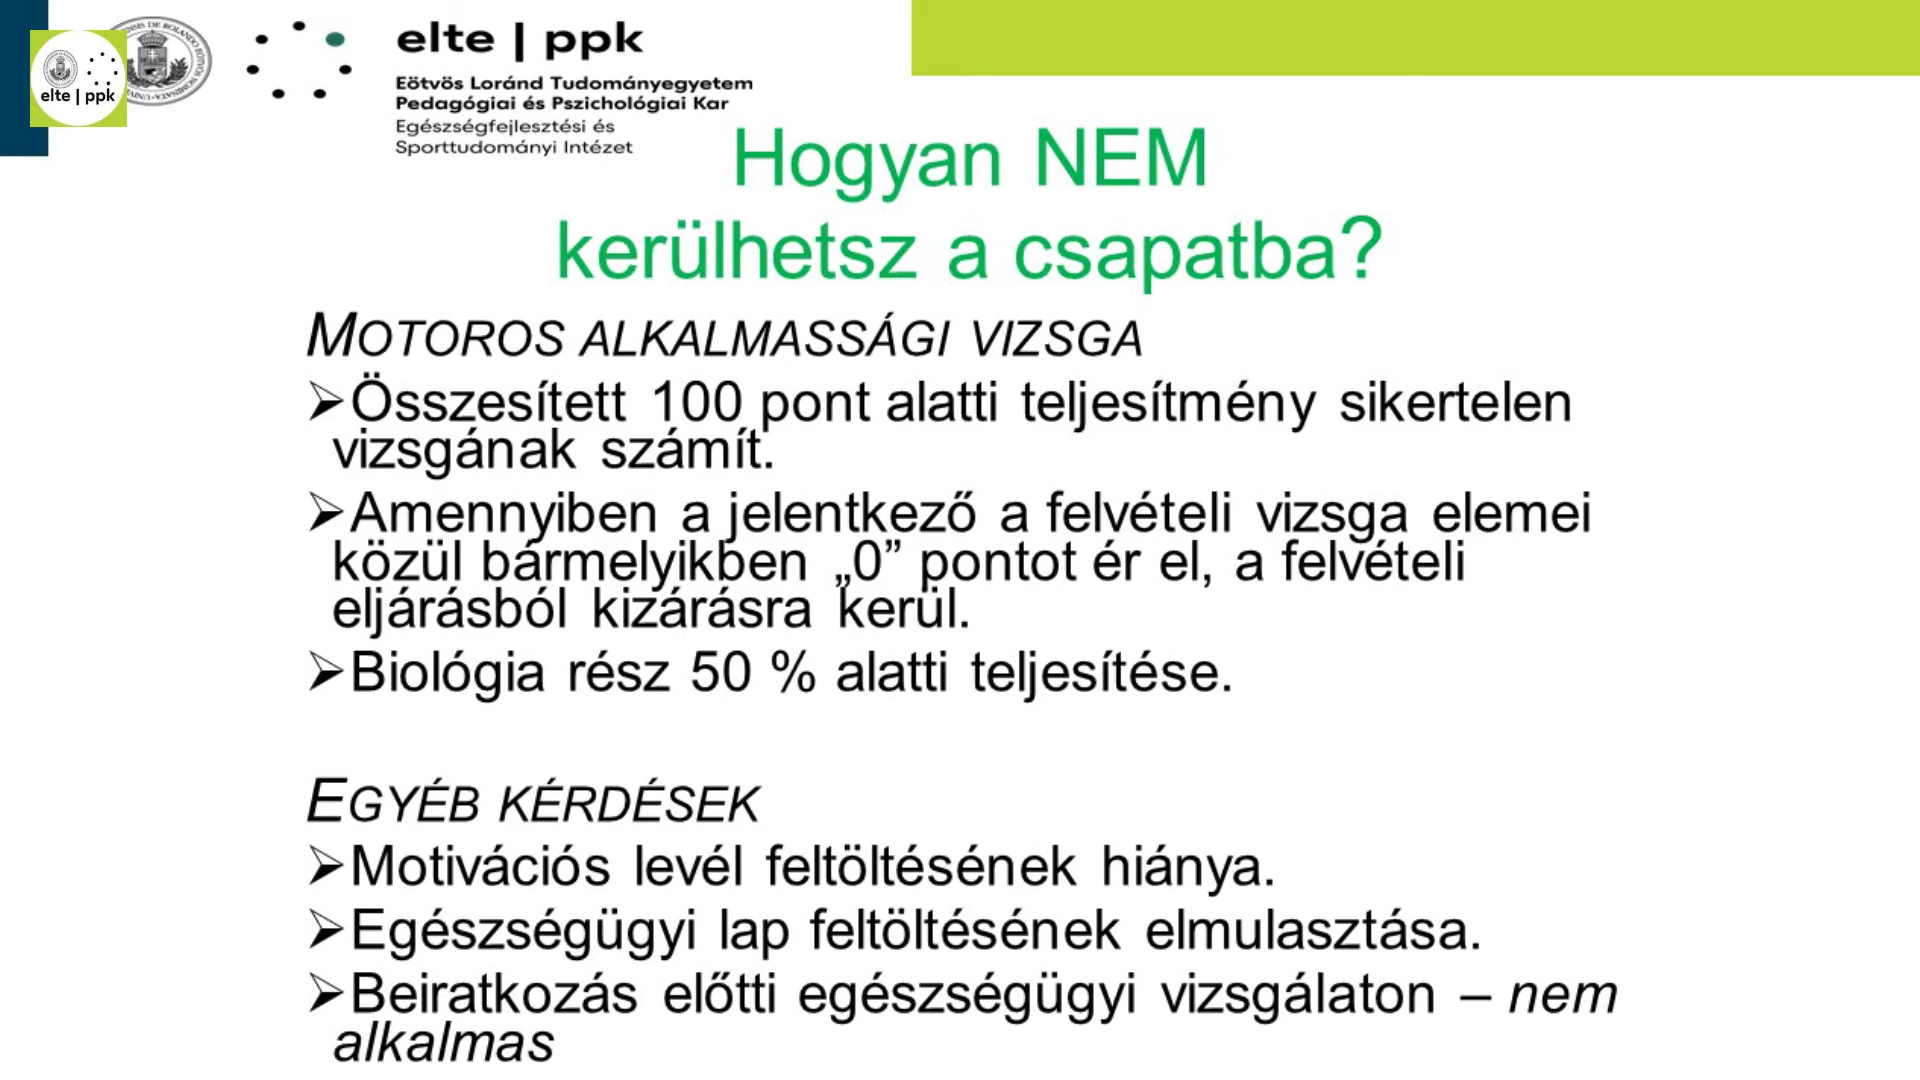 elte | ppk
elte | ppk
Eötvös Loránd Tudományegyetem
Pedagógiai és Pszichológiai Kar
Egészségfejlesztési és
Sporttudományi Intézet
Hogyan NEM
kerülhetsz a csapatba?
MOTOROS ALKALMASSÁGI VIZSGA
➢Összesített 100 pont alatti teljesítmény sikertelen
vizsgának számít.
➢Amennyiben a jelentkező a felvételi vizsga elemei
közül bármelyikben „0” pontot ér el, a felvételi
eljárásból kizárásra kerül.
➢Biológia rész 50 % alatti teljesítése.
EGYÉB KÉRDÉSEK
➢Motivációs levél feltöltésének hiánya.
➢Egészségügyi lap feltöltésének elmulasztása.
➢Beiratkozás előtti egészségügyi vizsgálaton – nem
alkalmas